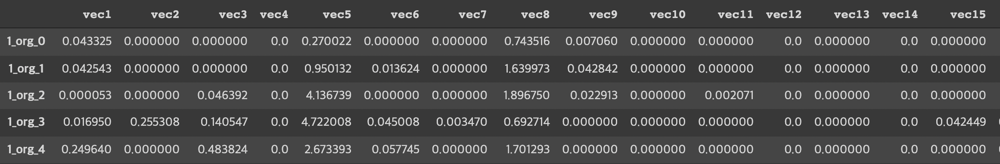 vec1 vec2 vec3 vec4 vec5 vec6 vec7 vec8 vec9 vec10 vec11 vec12 vec13 vec14 vec15
1_org_0 0.043325 0.000000 0.000000 0.0 0.270022 0.000000 0.000000 0.743516 0.007060 0.000000 0.000000 0.0 0.000000 0.0 0.000000
1_org_1 0.042543 0.000000 0.000000 0.0 0.950132 0.013624 0.000000 1.639973 0.042842 0.000000 0.000000 0.0 0.000000 0.0 0.000000
1_org_2 0.000053 0.000000 0.046392 0.0 4.136739 0.000000 0.000000 1.896750 0.022913 0.000000 0.002071 0.0 0.000000 0.0 0.000000
1_org_3 0.016950 0.255308 0.140547 0.0 4.722008 0.045008 0.003470 0.692714 0.000000 0.000000 0.000000 0.0 0.000000 0.0 0.042449
1_org_4 0.249640 0.000000 0.483824 0.0 2.673393 0.057745 0.000000 1.701293 0.000000 0.000000 0.000000 0.0 0.000000 0.0 0.000000